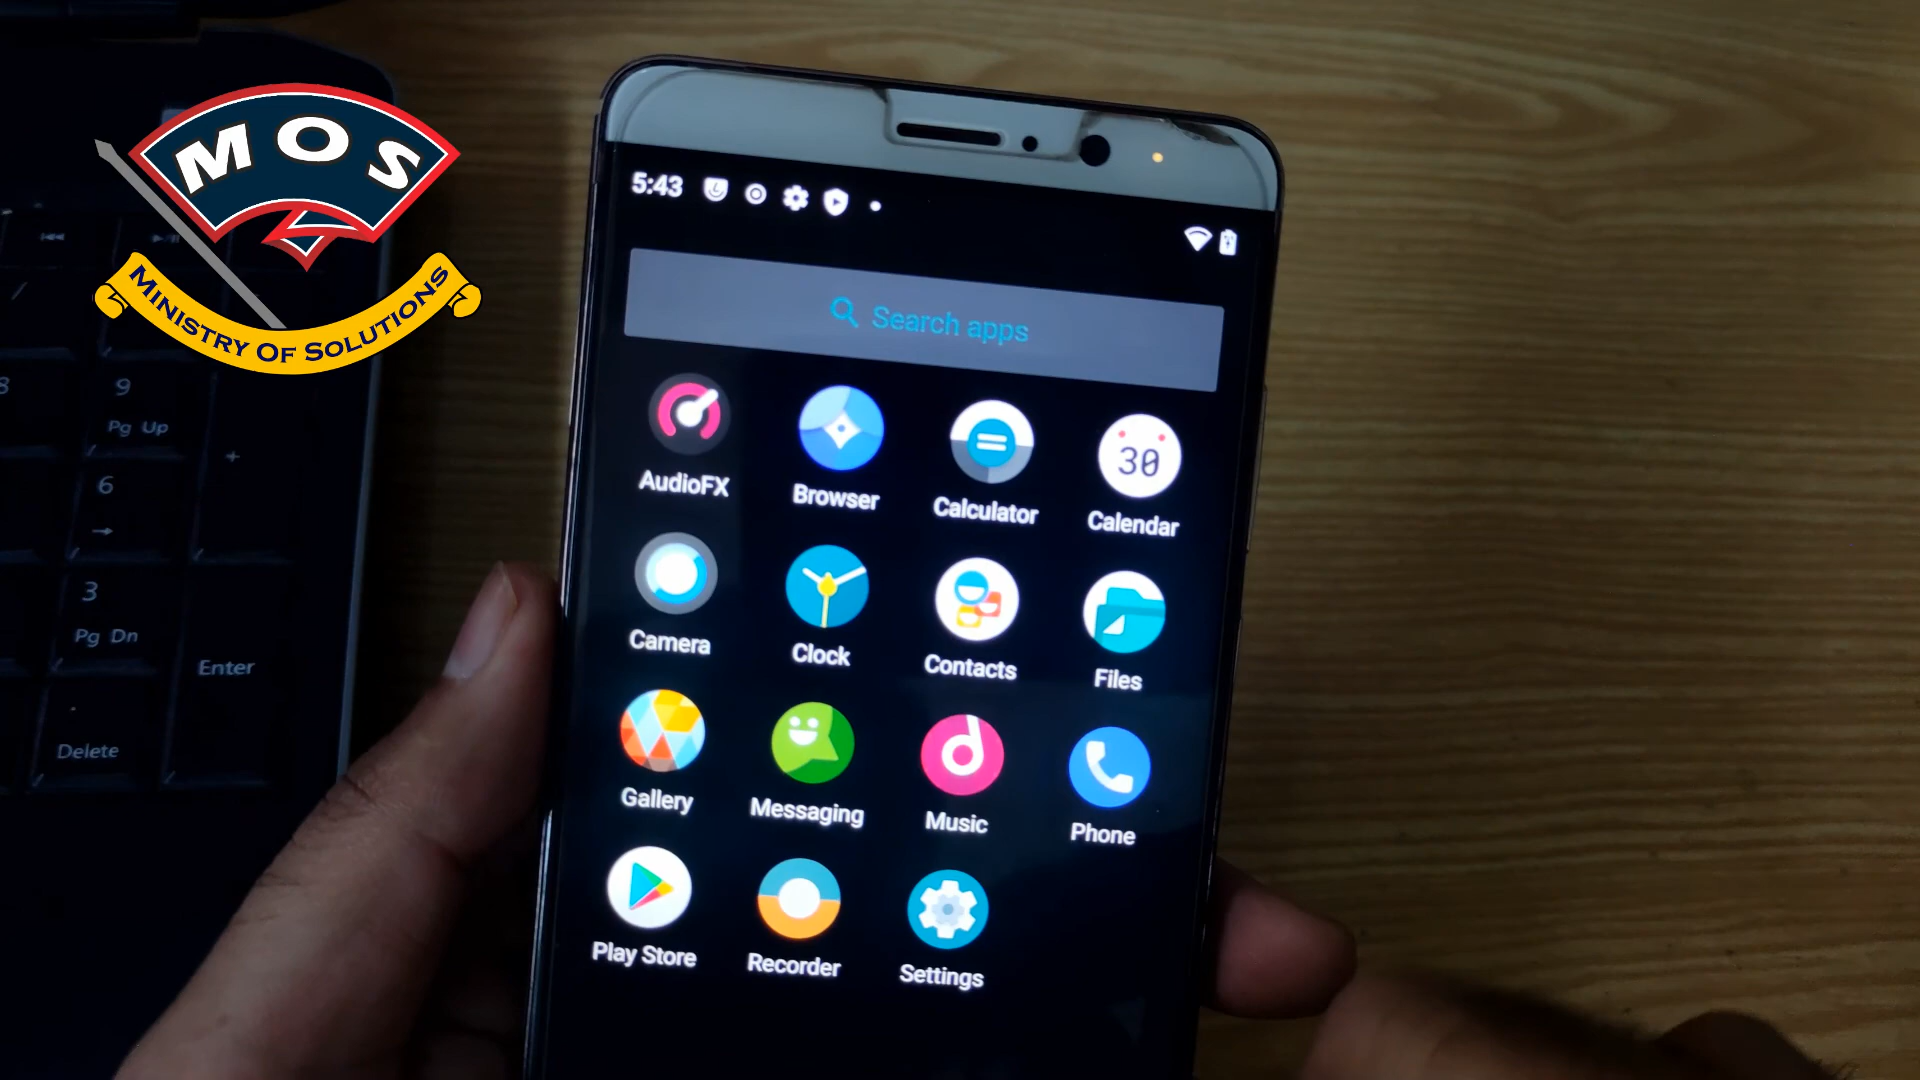 MOS
MINISTRY OF SOLUTIONS
5:43
Search apps
30
AudioFX Browser Calculator Calendar
Camera Clock Contacts Files
Gallery Messaging Music Phone
Play Store Recorder Settings
/
8 9
Pg Up
+
6
→
3
Pg Dn
Enter
.
Delete